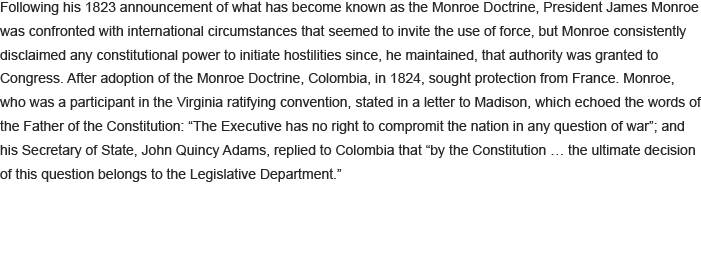 Following his 1823 announcement of what has become known as the Monroe Doctrine, President James Monroe
was confronted with international circumstances that seemed to invite the use of force, but Monroe consistently
disclaimed any constitutional power to initiate hostilities since, he maintained, that authority was granted to
Congress. After adoption of the Monroe Doctrine, Colombia, in 1824, sought protection from France. Monroe,
who was a participant in the Virginia ratifying convention, stated in a letter to Madison, which echoed the words of
the Father of the Constitution: “The Executive has no right to compromit the nation in any question of war”; and
his Secretary of State, John Quincy Adams, replied to Colombia that “by the Constitution … the ultimate decision
of this question belongs to the Legislative Department.”